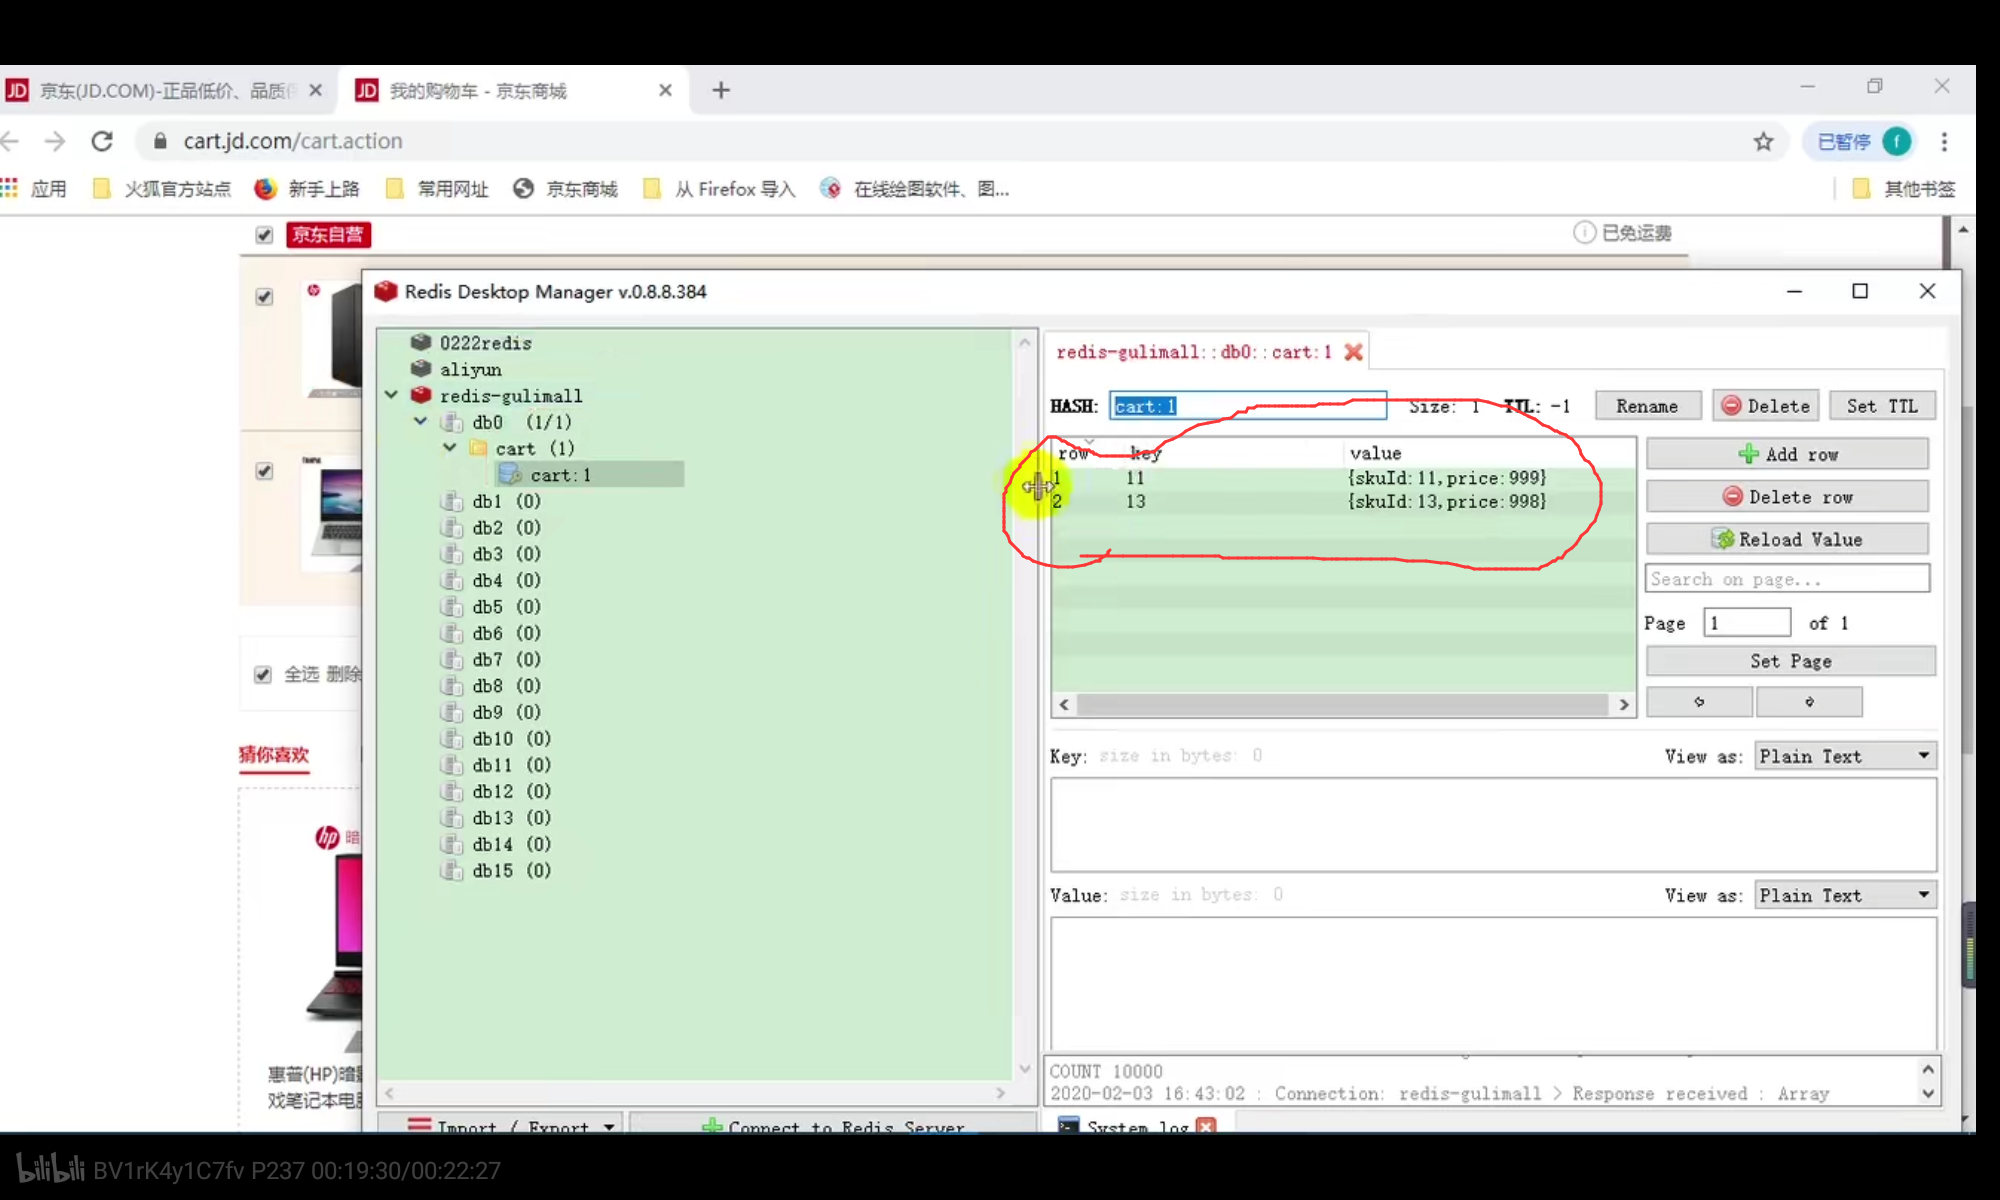 京东(JD.COM)-正品低价、品质
我的购物车 - 京东商城
cart.jd.com/cart.action
已暂停 f
应用 火狐官方站点 新手上路 常用网址 京东商城 从 Firefox 导入 在线绘图软件、图... 其他书签
京东自营
已免运费
Redis Desktop Manager v.0.8.8.384
0222redis
aliyun
redis-gulimall
db0 (1/1)
cart (1)
cart:1
db1 (0)
db2 (0)
db3 (0)
db4 (0)
db5 (0)
db6 (0)
db7 (0)
db8 (0)
db9 (0)
db10 (0)
db11 (0)
db12 (0)
db13 (0)
db14 (0)
db15 (0)
Import / Export
Connect to Redis Server
redis-gulimall::db0::cart:1
HASH: cart:1 Size: 1 TTL: -1 Rename Delete Set TTL
row key value
1 11 {skuId:11,price:999}
2 13 {skuId:13,price:998}
Add row
Delete row
Reload Value
Search on page...
Page 1 of 1
Set Page
Key: size in bytes: 0 View as: Plain Text
Value: size in bytes: 0 View as: Plain Text
COUNT 10000
2020-02-03 16:43:02 : Connection: redis-gulimall > Response received : Array
System log
全选 删除
猜你喜欢
hp 暗
惠普(HP)暗
戏笔记本电
bilibili BV1rK4y1C7fv P237 00:19:30/00:22:27